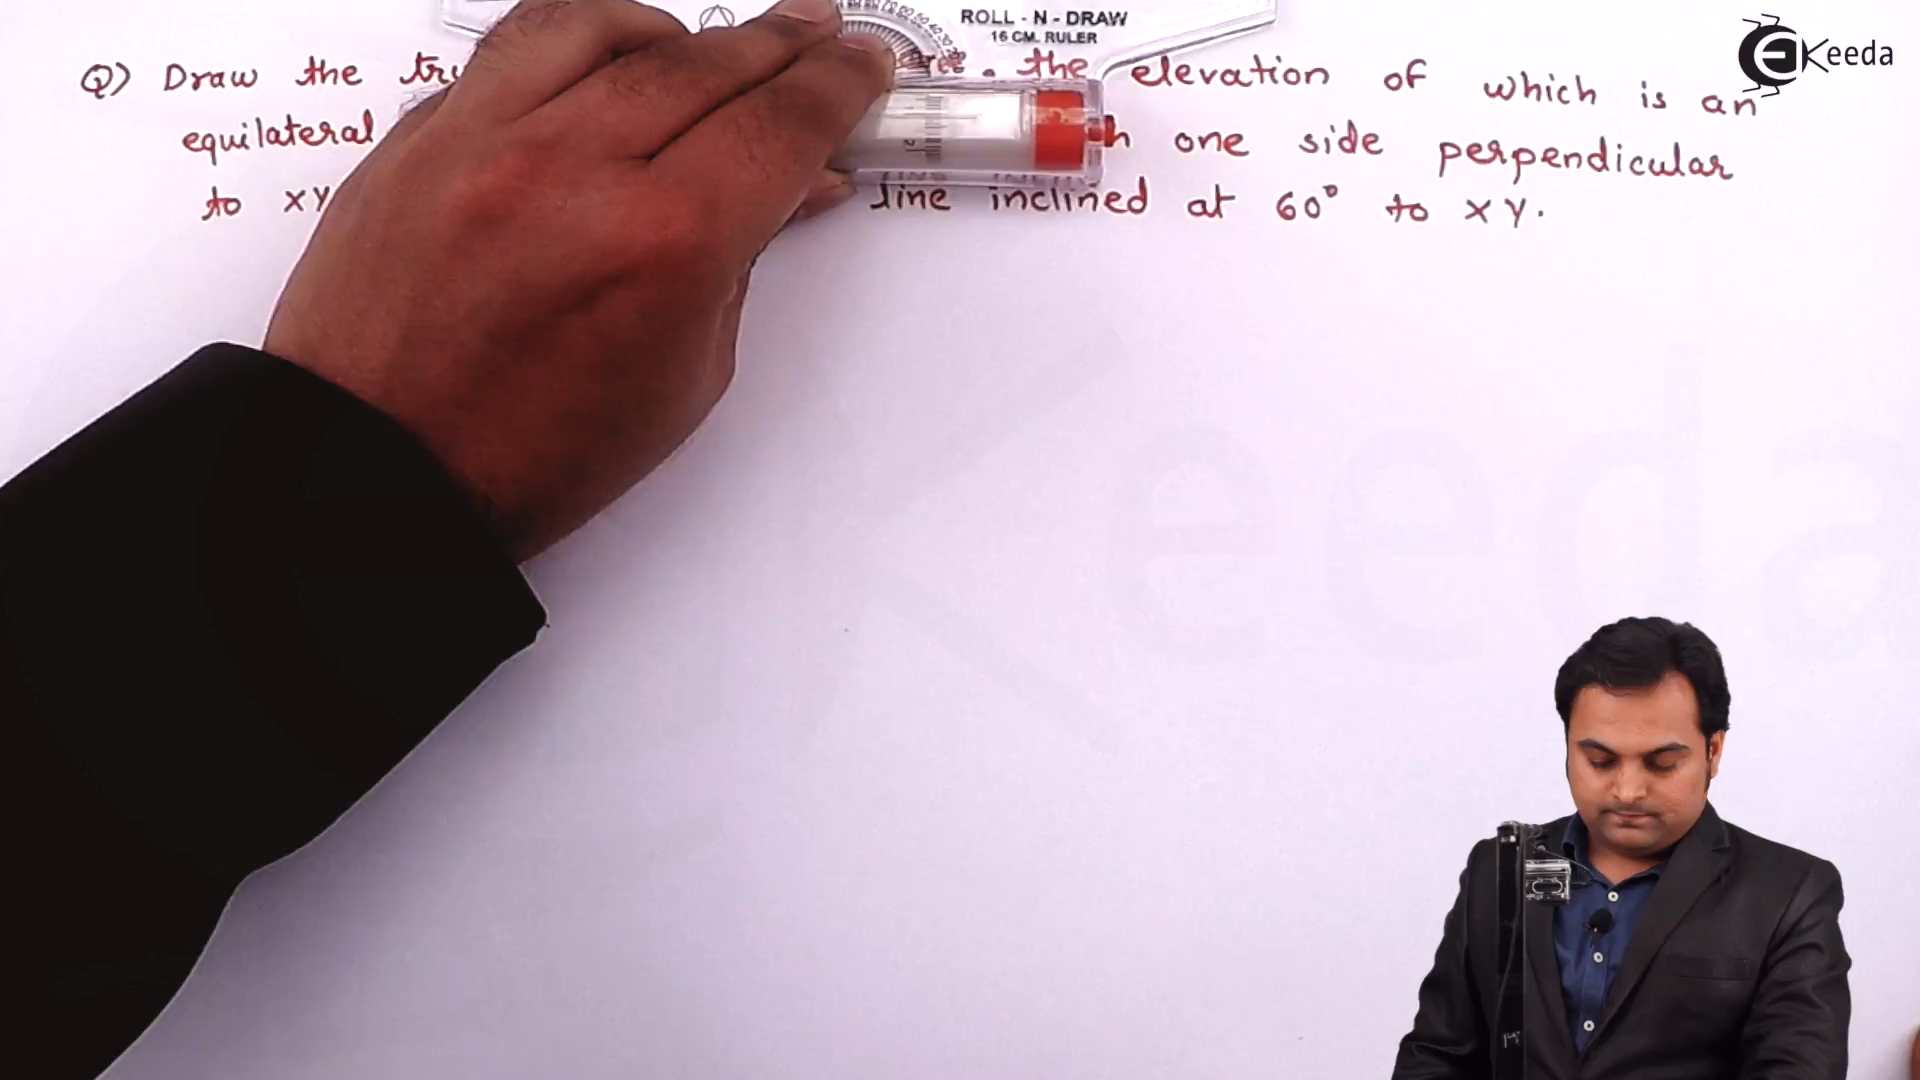 ROLL - N - DRAW
16 CM. RULER
Keeda
Q) Draw the the elevation of which is an
equilateral one side perpendicular
to XY line inclined at 60° to XY.